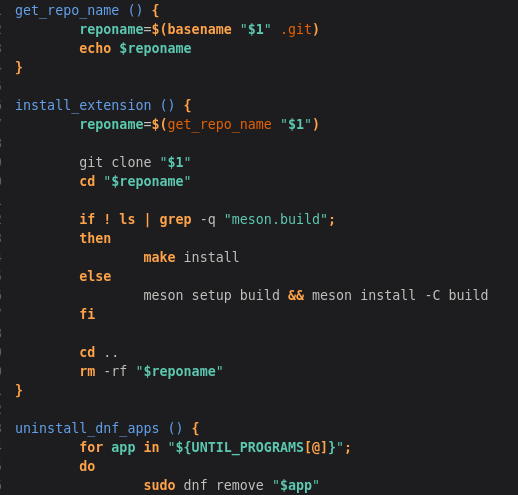 get_repo_name () {
        reponame=$(basename "$1" .git)
        echo $reponame
}

install_extension () {
        reponame=$(get_repo_name "$1")

        git clone "$1"
        cd "$reponame"

        if ! ls | grep -q "meson.build";
        then
                make install
        else
                meson setup build && meson install -C build
        fi

        cd ..
        rm -rf "$reponame"
}

uninstall_dnf_apps () {
        for app in "${UNTIL_PROGRAMS[@]}";
        do
                sudo dnf remove "$app"